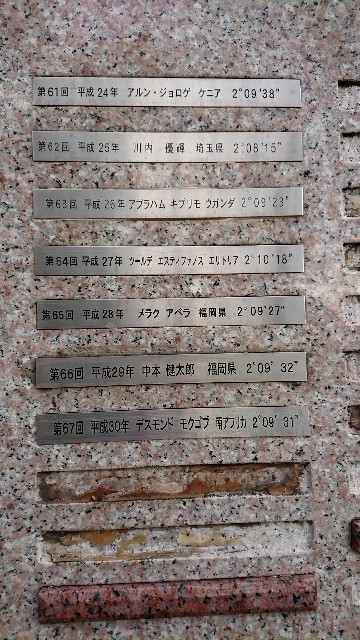 第61回 平成24年 アルン・ジョロゲ ケニア 2°09'38"
第62回 平成25年 川内 優輝 埼玉県 2°08'15"
第63回 平成26年 アブラハム キプリモ ウガンダ 2°09'23"
第64回 平成27年 ツールデ エスティファノス エリトリア 2°10'18"
第65回 平成28年 メラク アベラ 福岡県 2°09'27"
第66回 平成29年 中本 健太郎 福岡県 2°09' 32"
第67回 平成30年 デスモンド モクゴブ 南アフリカ 2°09' 31"